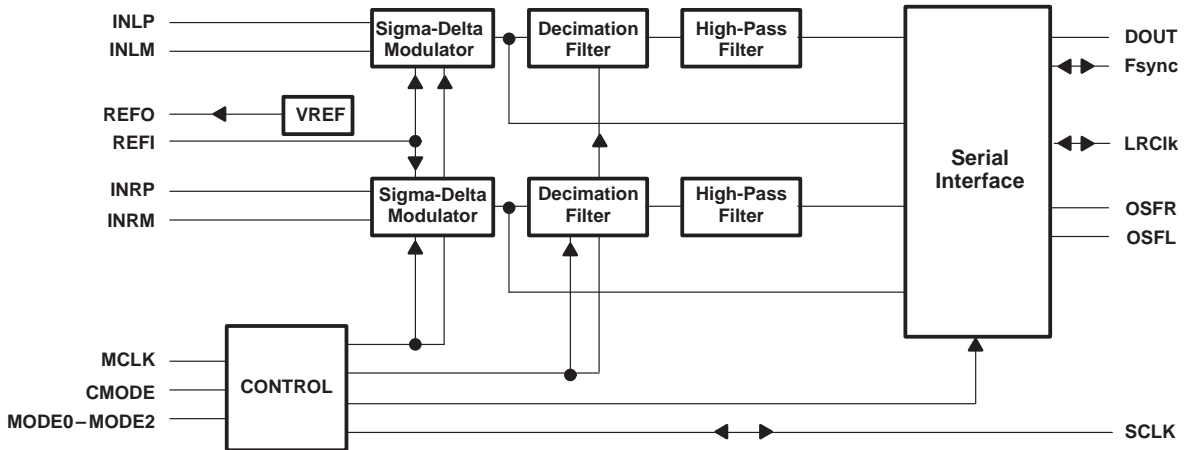 INLP
INLM
Sigma-Delta
Modulator
Decimation
Filter
High-Pass
Filter
DOUT
Fsync
REFO
VREF
REFI
LRClk
Serial
Interface
INRP
INRM
Sigma-Delta
Modulator
Decimation
Filter
High-Pass
Filter
OSFR
OSFL
MCLK
CMODE
MODE0–MODE2
CONTROL
SCLK